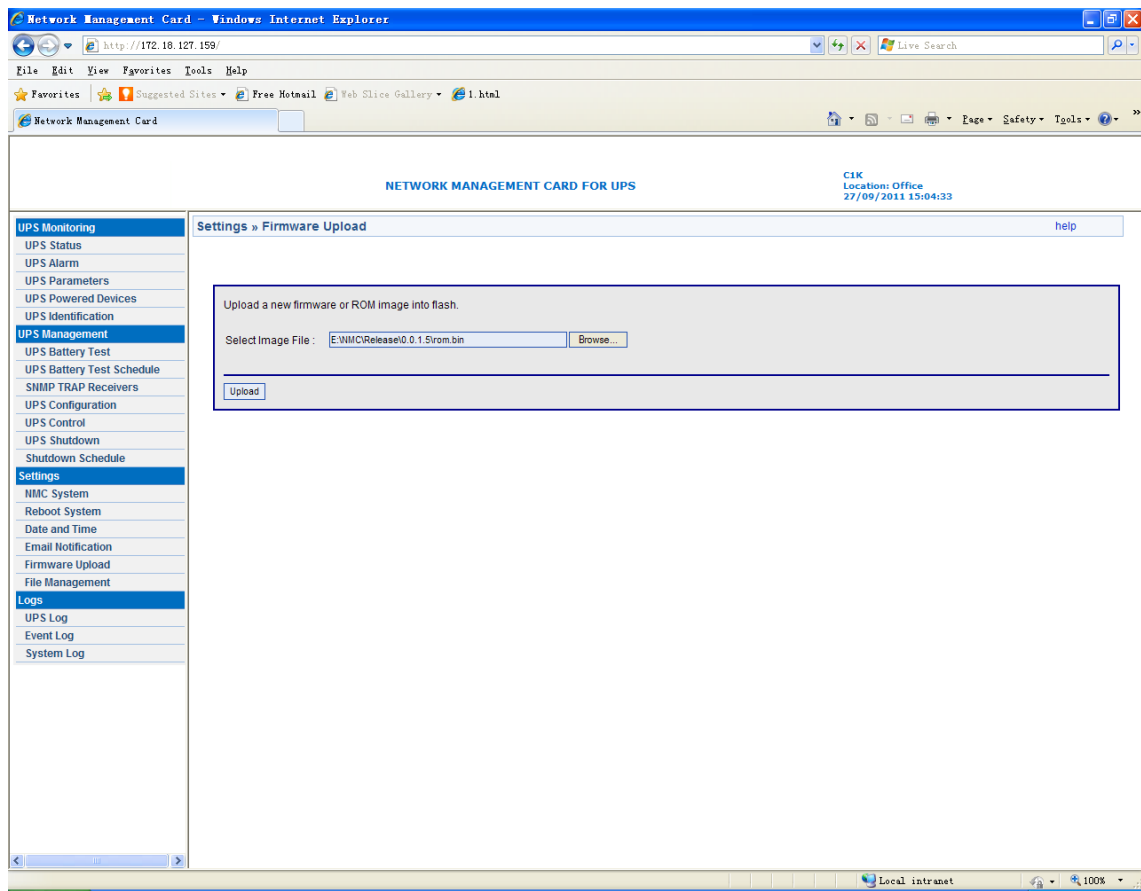 Network Management Card - Windows Internet Explorer
http://172.18.127.159/
Live Search
File Edit View Favorites Tools Help
Favorites Suggested Sites Free Hotmail Web Slice Gallery 1.html
Network Management Card
Page Safety Tools »
NETWORK MANAGEMENT CARD FOR UPS
C1K
Location: Office
27/09/2011 15:04:33
UPS Monitoring
UPS Status
UPS Alarm
UPS Parameters
UPS Powered Devices
UPS Identification
UPS Management
UPS Battery Test
UPS Battery Test Schedule
SNMP TRAP Receivers
UPS Configuration
UPS Control
UPS Shutdown
Shutdown Schedule
Settings
NMC System
Reboot System
Date and Time
Email Notification
Firmware Upload
File Management
Logs
UPS Log
Event Log
System Log
Settings » Firmware Upload
help
Upload a new firmware or ROM image into flash.
Select Image File : E:\NMC\Release\0.0.1.5\rom.bin Browse...
Upload
Local intranet
100%